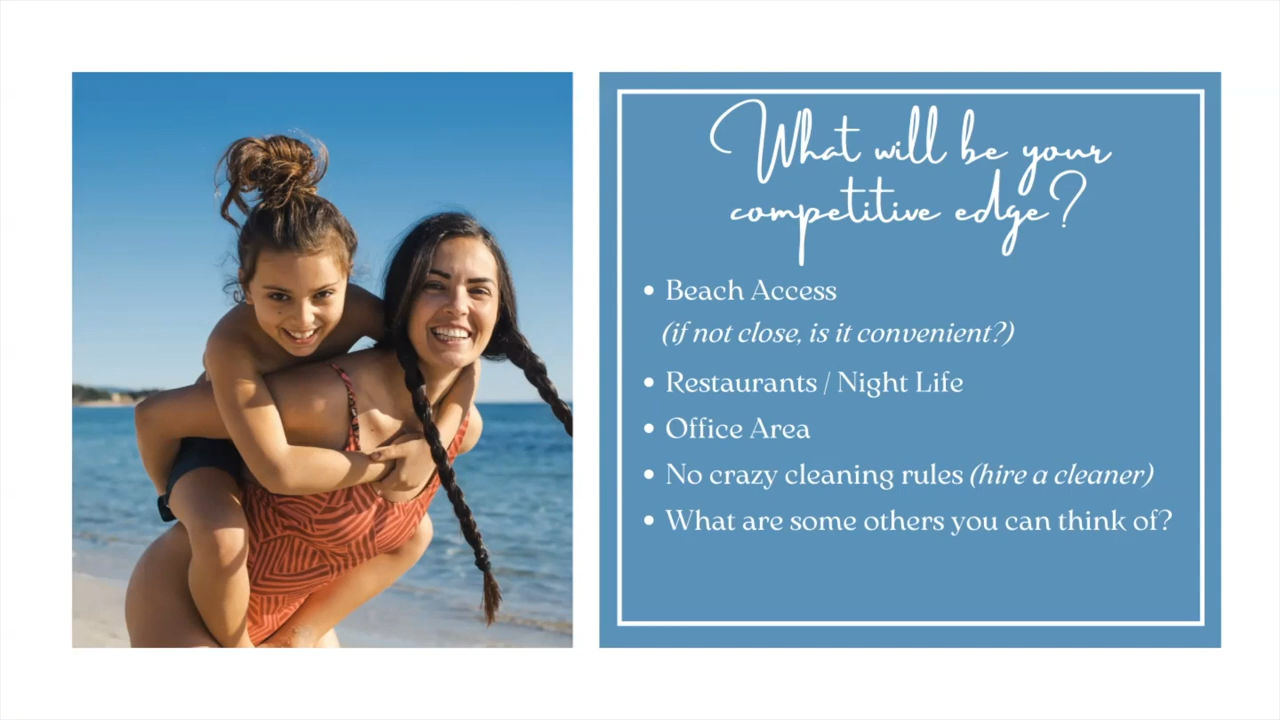 What will be your
competitive edge?
• Beach Access
(if not close, is it convenient?)
• Restaurants / Night Life
• Office Area
• No crazy cleaning rules (hire a cleaner)
• What are some others you can think of?